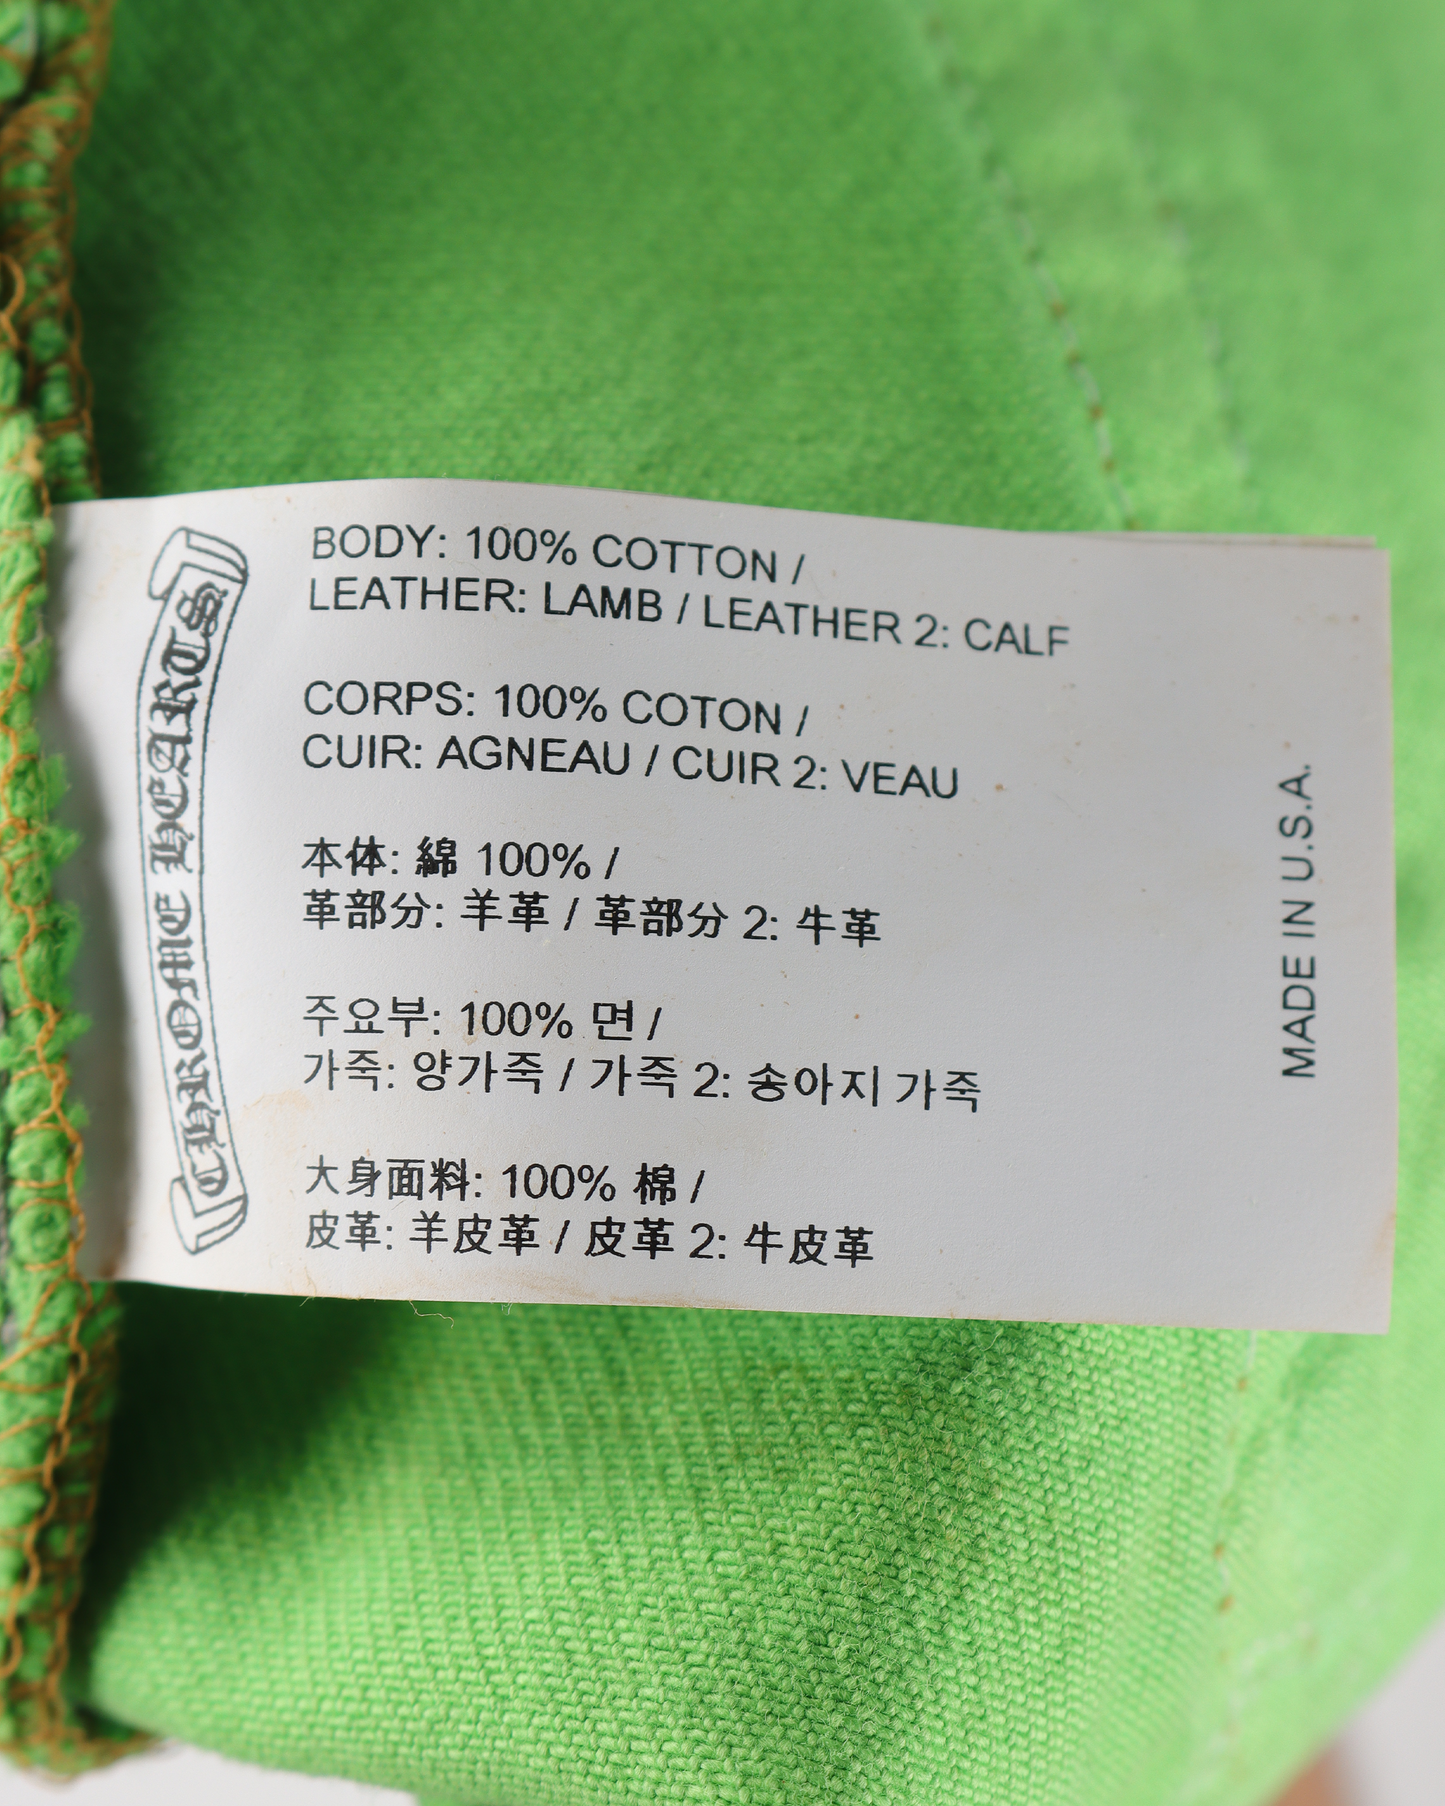 CHROME HEARTS
BODY: 100% COTTON /
LEATHER: LAMB / LEATHER 2: CALF
CORPS: 100% COTON /
CUIR: AGNEAU / CUIR 2: VEAU
本体: 綿 100% /
革部分: 羊革 / 革部分 2: 牛革
주요부: 100% 면 /
가죽: 양가죽 / 가죽 2: 송아지 가죽
大身面料: 100% 棉 /
皮革: 羊皮革 / 皮革 2: 牛皮革
MADE IN U.S.A.